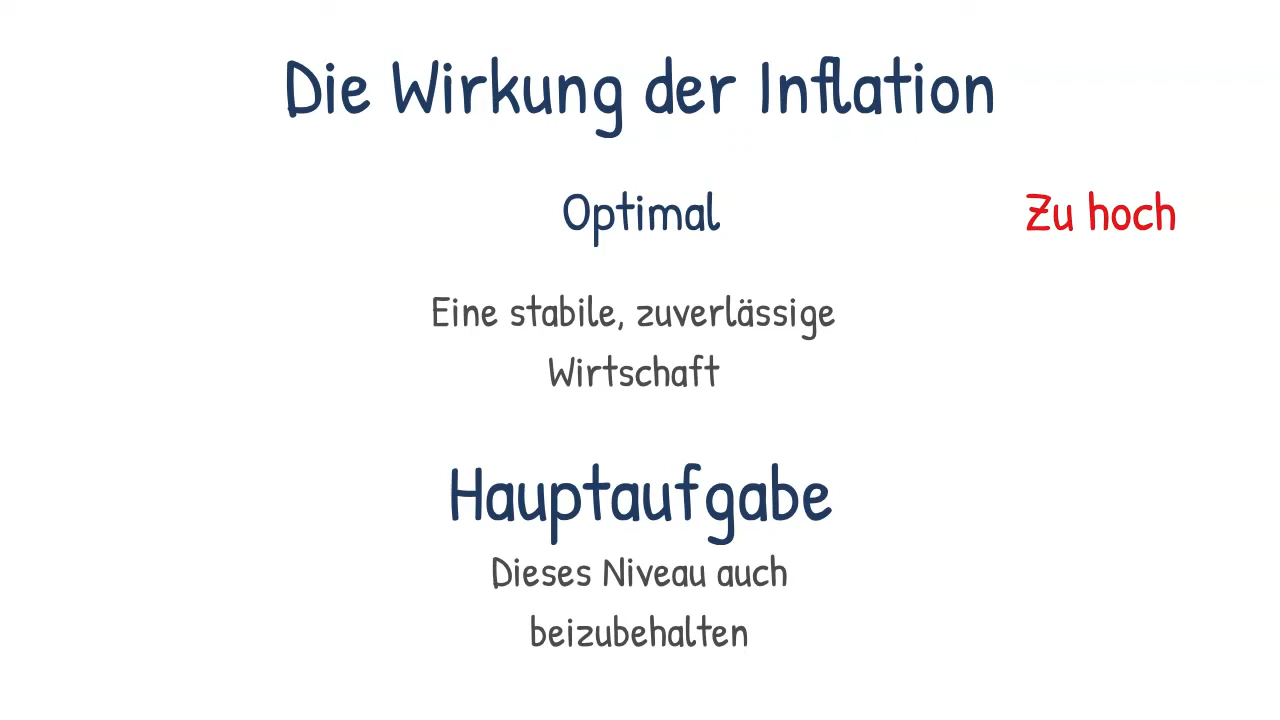 Die Wirkung der Inflation
Optimal
Zu hoch
Eine stabile, zuverlässige
Wirtschaft
Hauptaufgabe
Dieses Niveau auch
beizubehalten